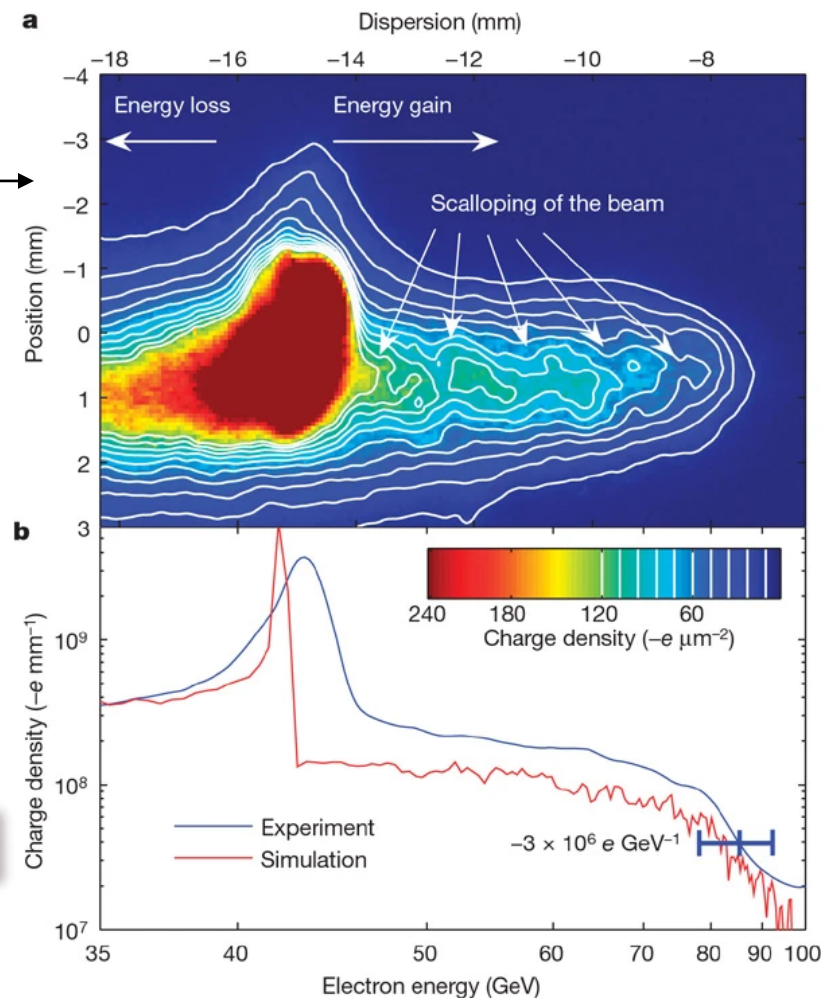 a
Dispersion (mm)
−18 −16 −14 −12 −10 −8
Energy loss Energy gain
Scalloping of the beam
Position (mm)
−4
−3
−2
−1
0
1
2
3
b
240 180 120 60
Charge density (−e μm⁻²)
Charge density (−e mm⁻¹)
10⁹
10⁸
10⁷
Experiment
Simulation
−3 × 10⁶ e GeV⁻¹
35 40 50 60 70 80 90 100
Electron energy (GeV)